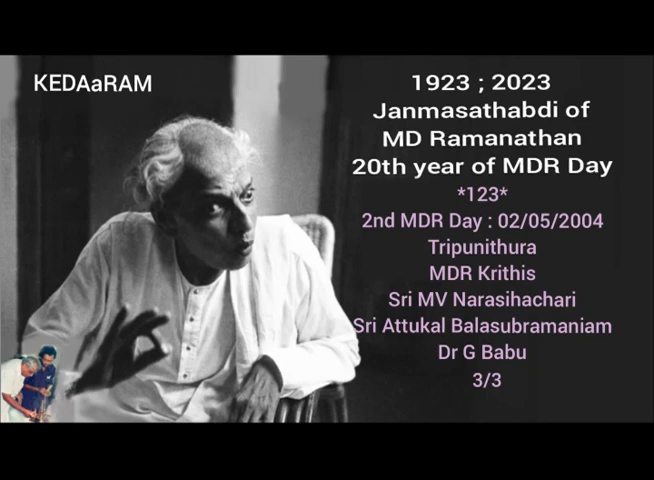 KEDAaRAM
1923 ; 2023
Janmasathabdi of
MD Ramanathan
20th year of MDR Day
*123*
2nd MDR Day : 02/05/2004
Tripunithura
MDR Krithis
Sri MV Narasihachari
Sri Attukal Balasubramaniam
Dr G Babu
3/3